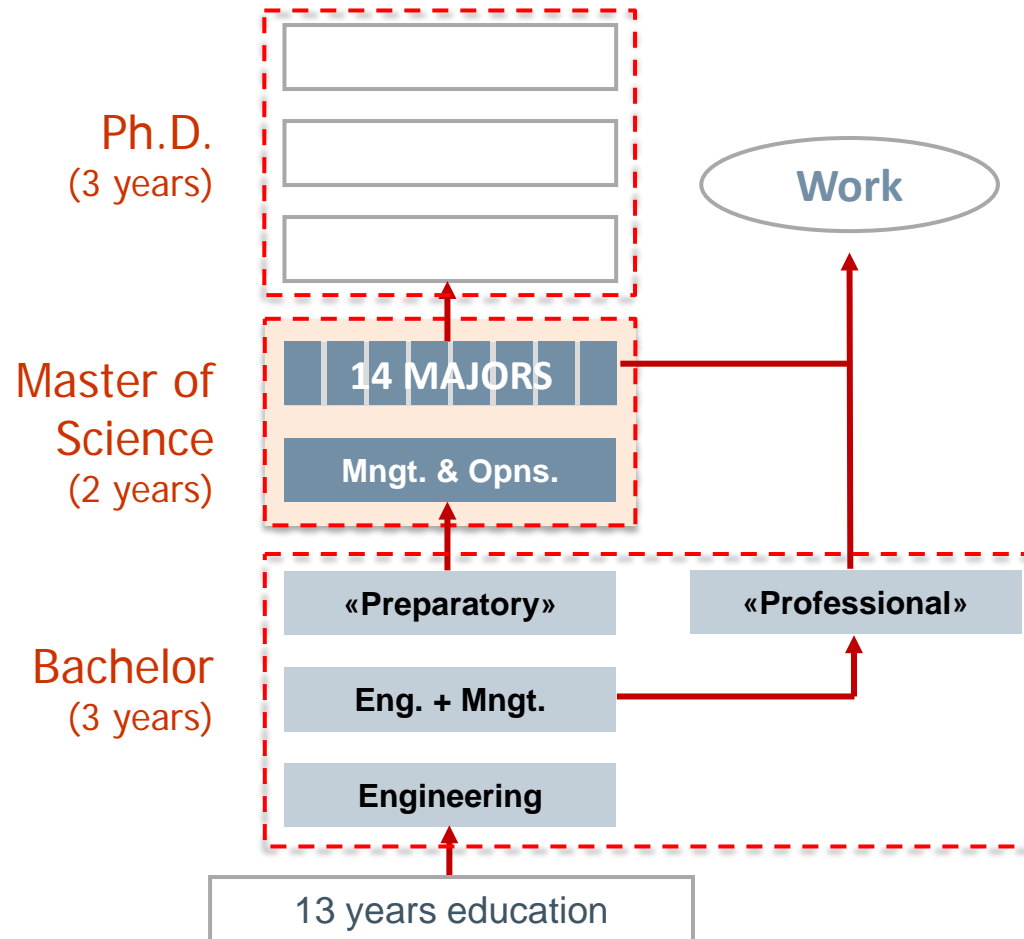 Ph.D.
(3 years)
Work
Master of
Science
(2 years)
14 MAJORS
Mngt. & Opns.
Bachelor
(3 years)
«Preparatory»
«Professional»
Eng. + Mngt.
Engineering
13 years education